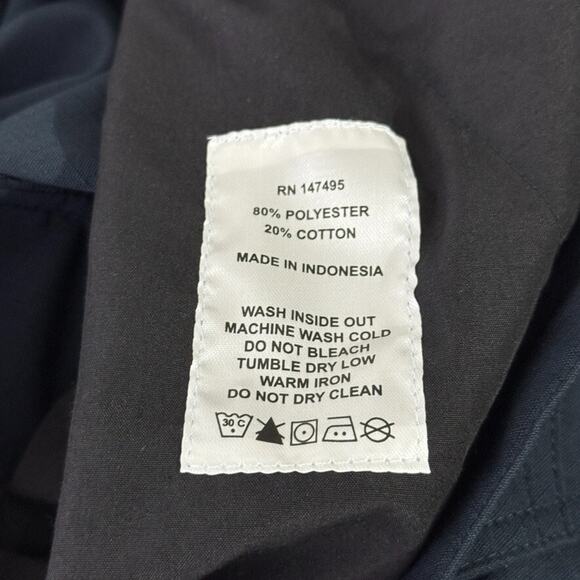 RN 147495
80% POLYESTER
20% COTTON
MADE IN INDONESIA
WASH INSIDE OUT
MACHINE WASH COLD
DO NOT BLEACH
TUMBLE DRY LOW
WARM IRON
DO NOT DRY CLEAN
30 C